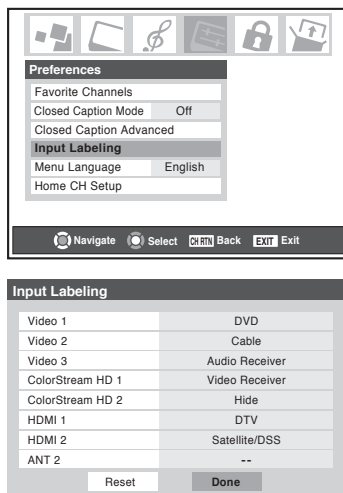 Preferences
Favorite Channels
Closed Caption Mode Off
Closed Caption Advanced
Input Labeling
Menu Language English
Home CH Setup
Navigate Select CH RTN Back EXIT Exit
Input Labeling
Video 1 DVD
Video 2 Cable
Video 3 Audio Receiver
ColorStream HD 1 Video Receiver
ColorStream HD 2 Hide
HDMI 1 DTV
HDMI 2 Satellite/DSS
ANT 2 --
Reset Done